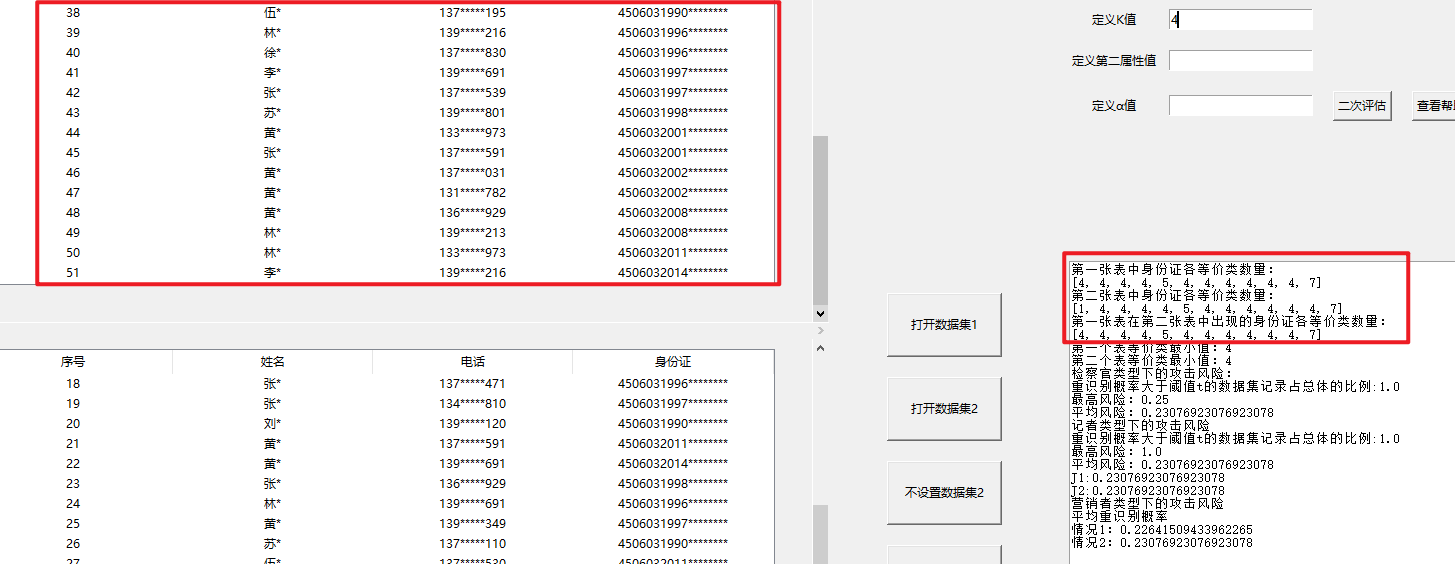 38 伍* 137*****195 4506031990********
39 林* 139*****216 4506031996********
40 徐* 137*****830 4506031996********
41 李* 139*****691 4506031997********
42 张* 137*****539 4506031997********
43 苏* 139*****801 4506031998********
44 黄* 133*****973 4506032001********
45 张* 137*****591 4506032001********
46 黄* 137*****031 4506032002********
47 黄* 131*****782 4506032002********
48 黄* 136*****929 4506032008********
49 林* 139*****213 4506032008********
50 林* 133*****973 4506032011********
51 李* 139*****216 4506032014********
序号 姓名 电话 身份证
18 张* 137*****471 4506031996********
19 张* 134*****810 4506031997********
20 刘* 139*****120 4506031990********
21 黄* 137*****591 4506032011********
22 黄* 139*****691 4506032014********
23 张* 136*****929 4506031998********
24 林* 139*****691 4506031996********
25 黄* 139*****349 4506031997********
26 苏* 137*****110 4506031990********
27 伍* 137*****530 4506032011********
打开数据集1
打开数据集2
不设置数据集2
定义K值 4
定义第二属性值
定义α值 二次评估 查看帮
第一张表中身份证各等价类数量：
[4, 4, 4, 4, 5, 4, 4, 4, 4, 4, 4, 7]
第二张表中身份证各等价类数量：
[1, 4, 4, 4, 4, 5, 4, 4, 4, 4, 4, 4, 7]
第一张表在第二张表中出现的身份证各等价类数量：
[4, 4, 4, 4, 5, 4, 4, 4, 4, 4, 4, 7]
第一个表等价类最小值：4
第二个表等价类最小值：4
检察官类型下的攻击风险：
重识别概率大于阈值t的数据集记录占总体的比例:1.0
最高风险：0.25
平均风险：0.23076923076923078
记者类型下的攻击风险
重识别概率大于阈值t的数据集记录占总体的比例:1.0
最高风险：1.0
平均风险：0.23076923076923078
J1:0.23076923076923078
J2:0.23076923076923078
营销者类型下的攻击风险
平均重识别概率
情况1：0.22641509433962265
情况2：0.23076923076923078